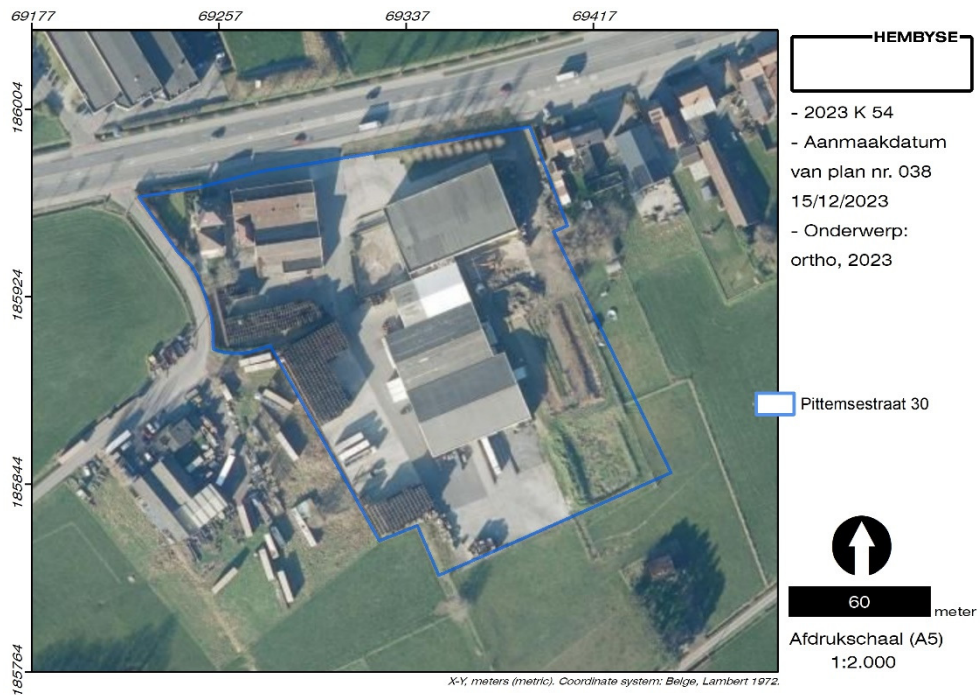 69177
69257
69337
69417
186004
185924
185844
185764
HEMBYSE
- 2023 K 54
- Aanmaakdatum
van plan nr. 038
15/12/2023
- Onderwerp:
ortho, 2023
Pittemsestraat 30
60
meter
Afdrukschaal (A5)
1:2.000
X-Y, meters (metric). Coordinate system: Belge, Lambert 1972.